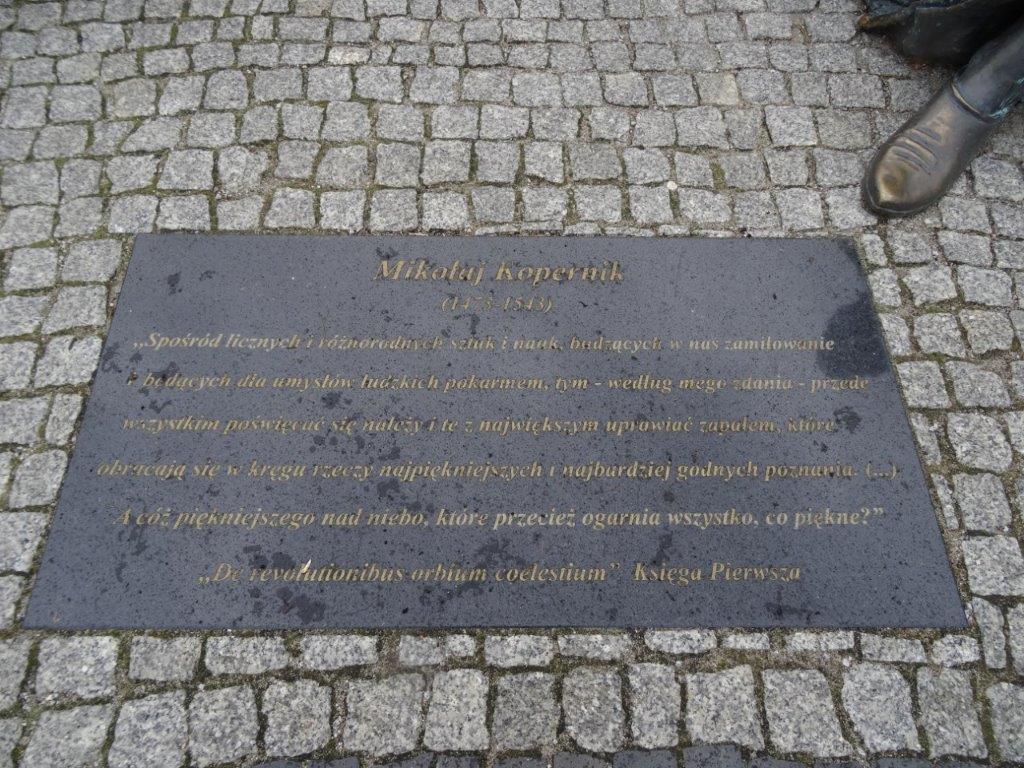 Mikołaj Kopernik
(1473-1543)
„Spośród licznych i różnorodnych sztuk i nauk, budzących w nas zamiłowanie
i będących dla umysłów ludzkich pokarmem, tym - według mego zdania - przede
wszystkim poświęcać się należy i te z największym uprawiać zapałem, które
obracają się w kręgu rzeczy najpiękniejszych i najbardziej godnych poznania. (...)
A cóż piękniejszego nad niebo, które przecież ogarnia wszystko, co piękne?”
„De revolutionibus orbium coelestium” Księga Pierwsza